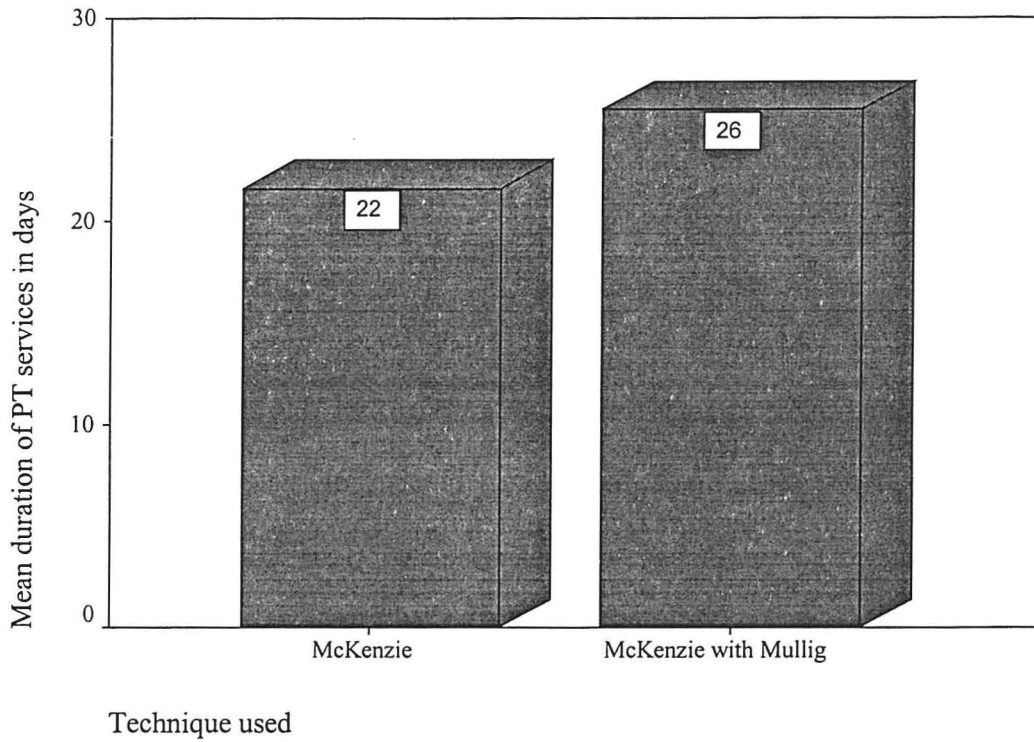 30
20
10
0
Mean duration of PT services in days
22
26
McKenzie
McKenzie with Mullig
Technique used